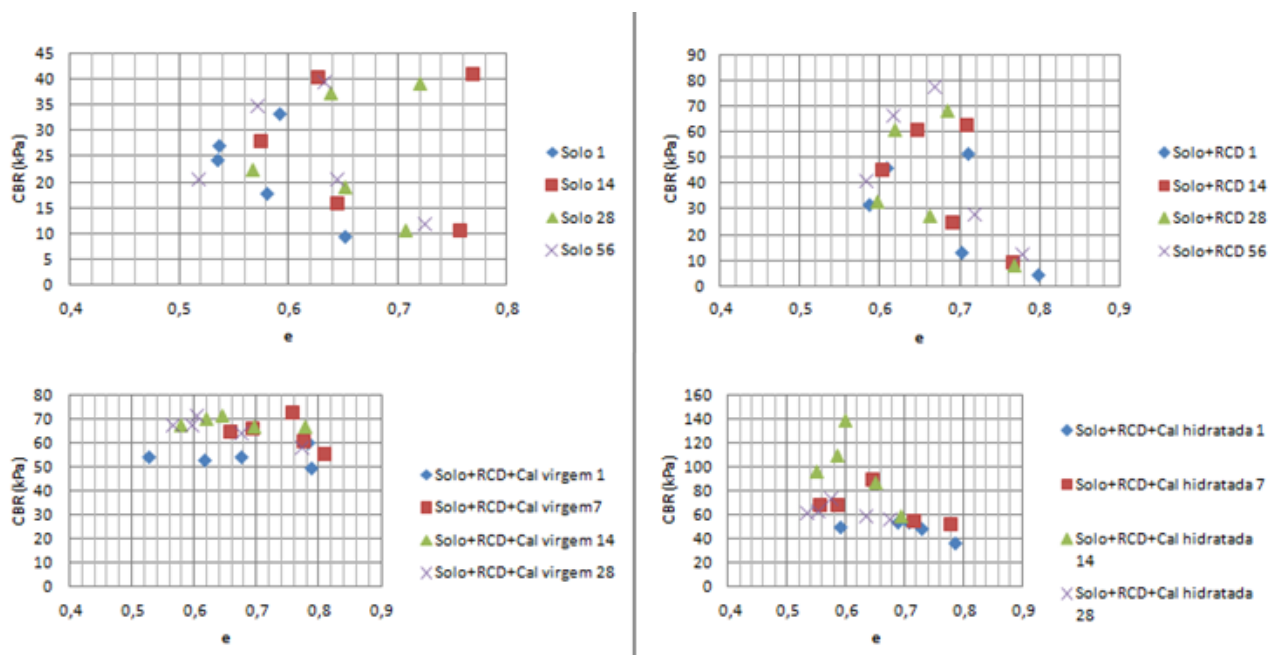 45
40
35
30
25
20
15
10
5
0
CBR (kPa)
0,4 0,5 0,6 0,7 0,8
e
Solo 1
Solo 14
Solo 28
Solo 56
90
80
70
60
50
40
30
20
10
0
CBR (kPa)
0,4 0,5 0,6 0,7 0,8 0,9
e
Solo+RCD 1
Solo+RCD 14
Solo+RCD 28
Solo+RCD 56
80
70
60
50
40
30
20
10
0
CBR (kPa)
0,4 0,5 0,6 0,7 0,8 0,9
e
Solo+RCD+Cal virgem 1
Solo+RCD+Cal virgem7
Solo+RCD+Cal virgem 14
Solo+RCD+Cal virgem 28
160
140
120
100
80
60
40
20
0
CBR (kPa)
0,4 0,5 0,6 0,7 0,8 0,9
e
Solo+RCD+Cal hidratada 1
Solo+RCD+Cal hidratada 7
Solo+RCD+Cal hidratada
14
Solo+RCD+Cal hidratada
28